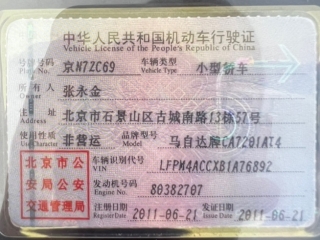 中华人民共和国机动车行驶证
Vehicle License of the People's Republic of China
号牌号码 京N7ZC69 车辆类型 小型轿车
Plate No. Vehicle Type
所有人 张永金
Owner
住址 北京市石景山区古城南路13栋57号
Address
使用性质 非营运 品牌型号 马自达牌CA7201AT4
Use Character Model
北京市公安局公安交通管理局
车辆识别代号 LFPM4ACCXB1A76892
VIN
发动机号码 80382707
Engine No.
注册日期 2011-06-21 发证日期 2011-06-21
Register Date Issue Date